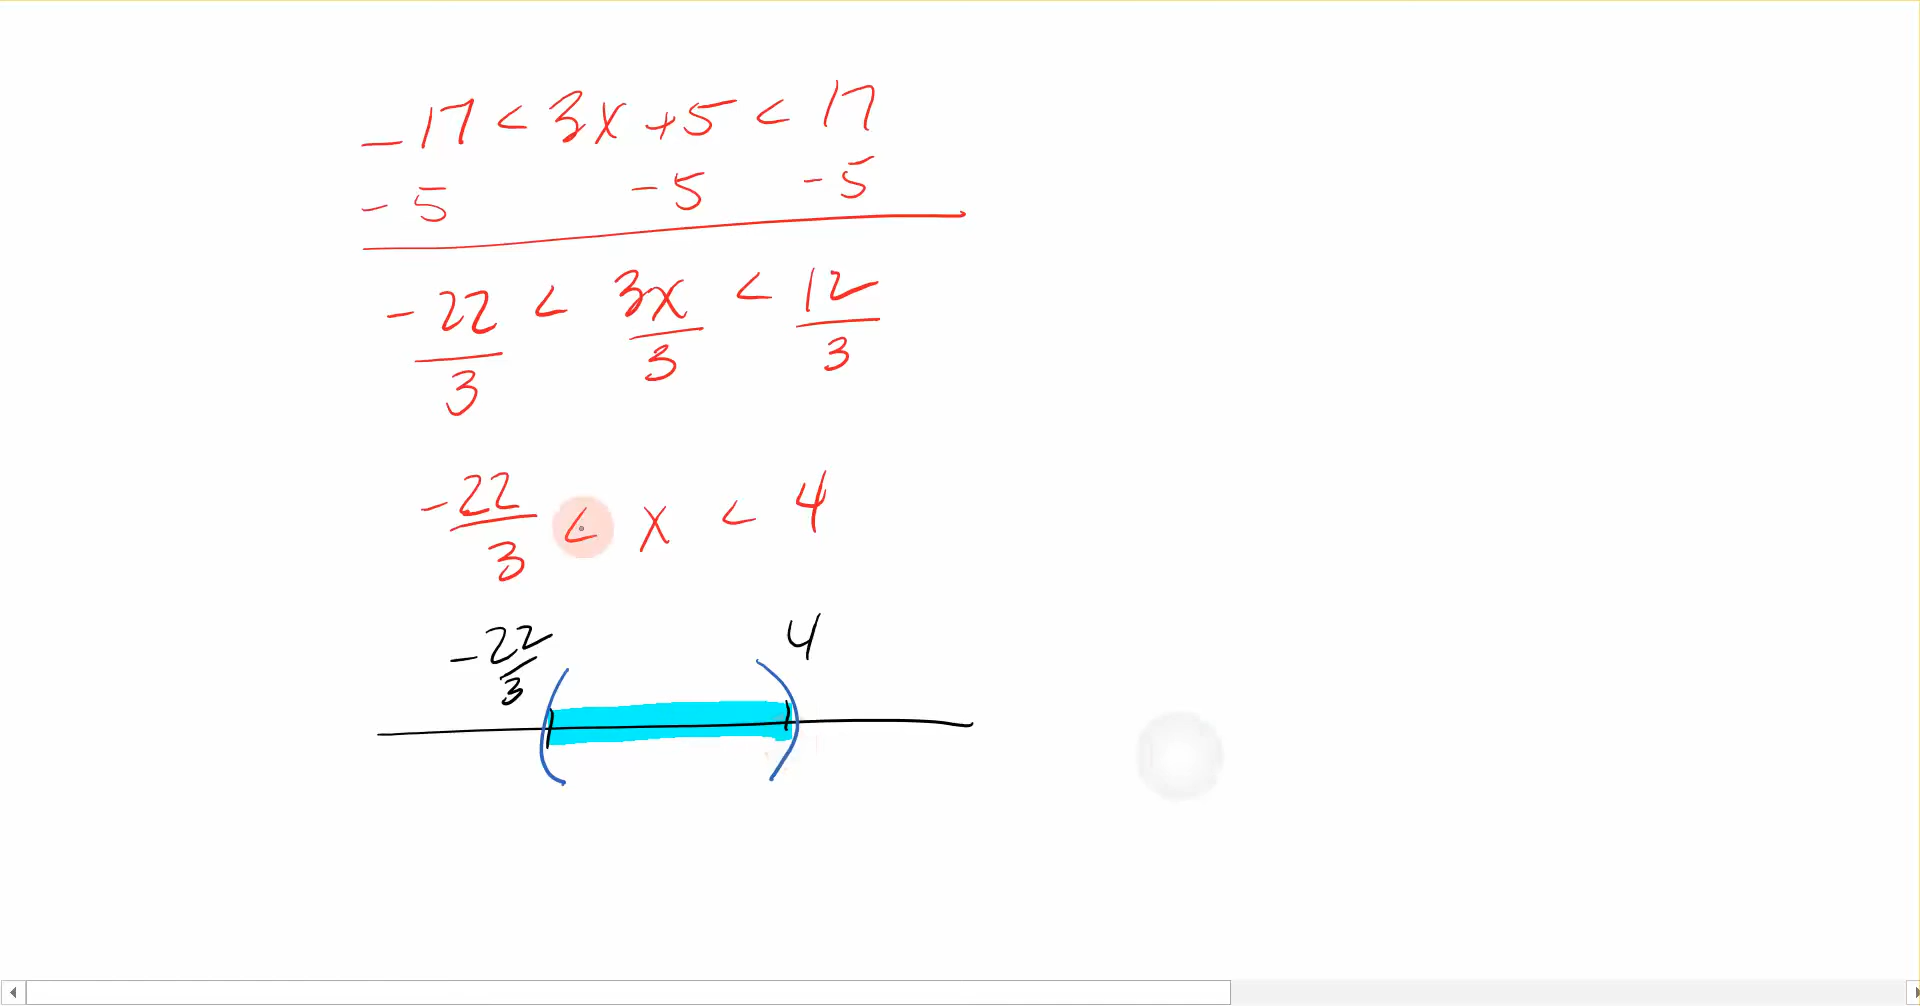 -17 < 3x + 5 < 17
-5 -5 -5
-22 < 3x < 12
3 3 3
-22 < x < 4
3
-22 4
3
( )